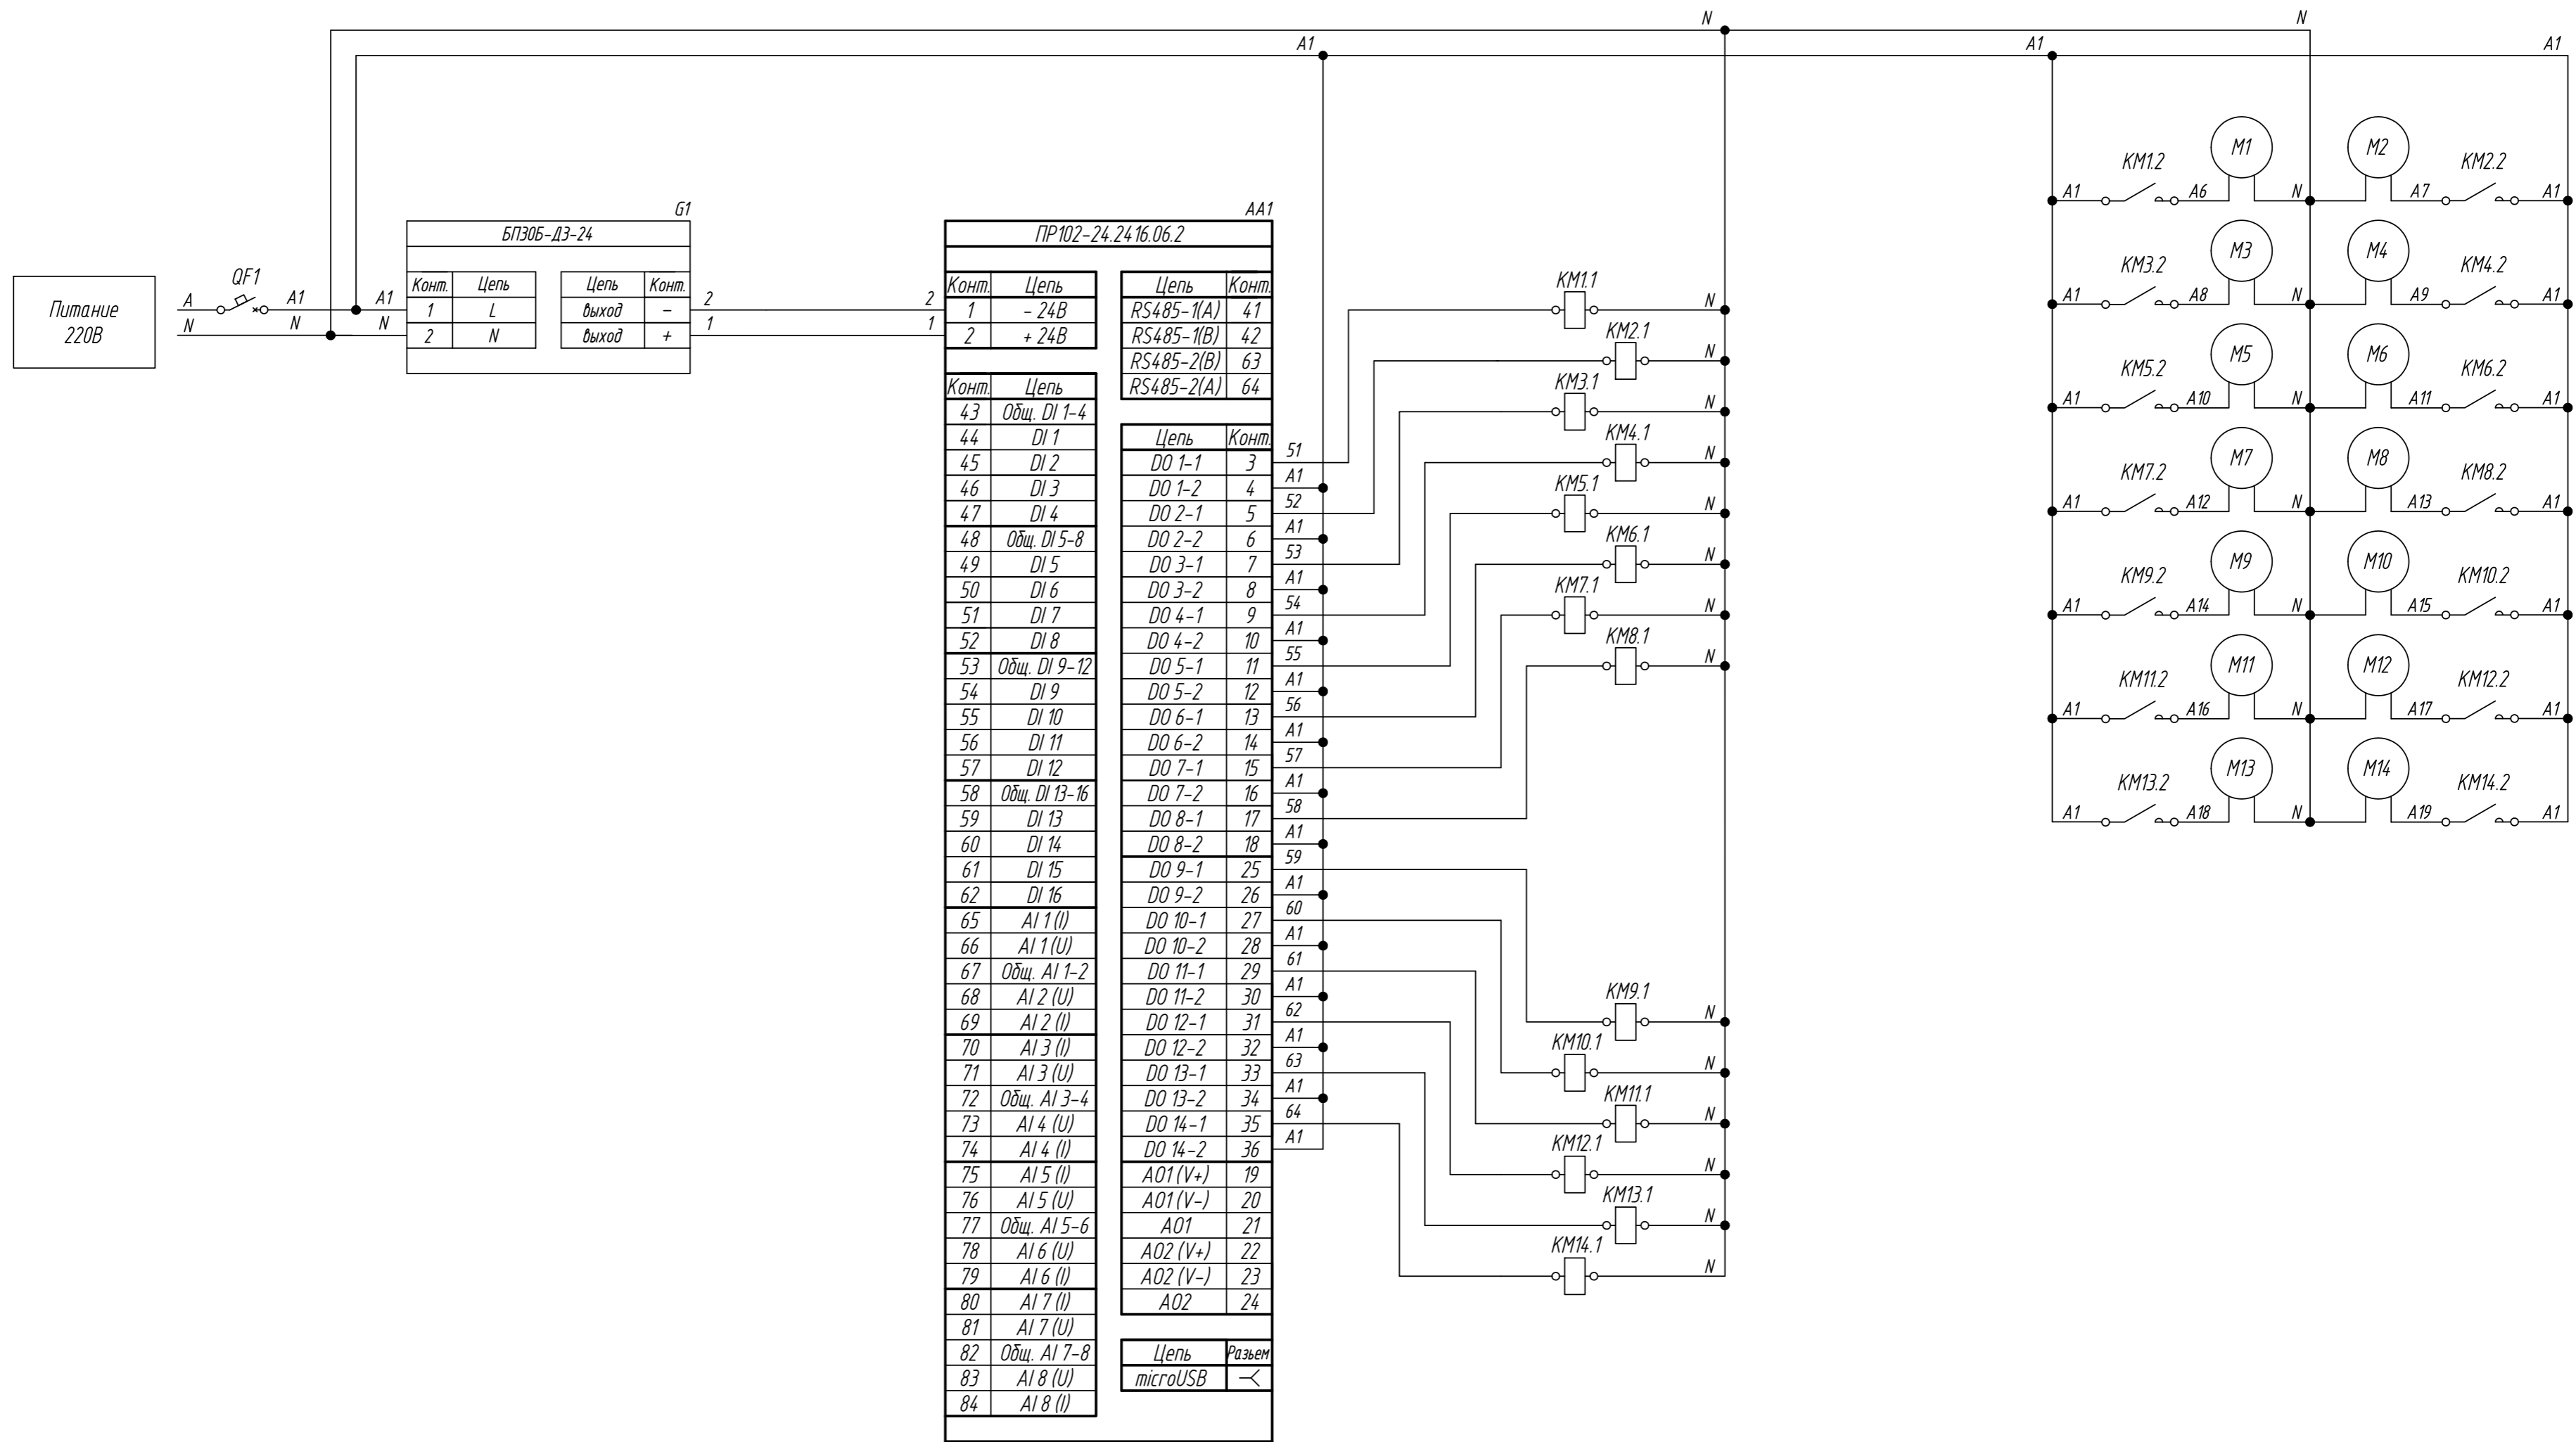 N
N
A1
A1
A1
Питание
220В
A
QF1
A1
A1
N
N
N
G1
БП30Б-Д3-24
Конт. Цепь Цепь Конт.
1 L выход -
2 N выход +
2
1
2
1
AA1
ПР102-24.2416.06.2
Конт. Цепь
1 - 24В
2 + 24В
Цепь Конт.
RS485-1(A) 41
RS485-1(B) 42
RS485-2(B) 63
RS485-2(A) 64
Конт. Цепь
43 Общ. DI 1-4
44 DI 1
45 DI 2
46 DI 3
47 DI 4
48 Общ. DI 5-8
49 DI 5
50 DI 6
51 DI 7
52 DI 8
53 Общ. DI 9-12
54 DI 9
55 DI 10
56 DI 11
57 DI 12
58 Общ. DI 13-16
59 DI 13
60 DI 14
61 DI 15
62 DI 16
65 AI 1 (I)
66 AI 1 (U)
67 Общ. AI 1-2
68 AI 2 (U)
69 AI 2 (I)
70 AI 3 (I)
71 AI 3 (U)
72 Общ. AI 3-4
73 AI 4 (U)
74 AI 4 (I)
75 AI 5 (I)
76 AI 5 (U)
77 Общ. AI 5-6
78 AI 6 (U)
79 AI 6 (I)
80 AI 7 (I)
81 AI 7 (U)
82 Общ. AI 7-8
83 AI 8 (U)
84 AI 8 (I)
Цепь Конт.
DO 1-1 3 51
DO 1-2 4 A1
DO 2-1 5 52
DO 2-2 6 A1
DO 3-1 7 53
DO 3-2 8 A1
DO 4-1 9 54
DO 4-2 10 A1
DO 5-1 11 55
DO 5-2 12 A1
DO 6-1 13 56
DO 6-2 14 A1
DO 7-1 15 57
DO 7-2 16 A1
DO 8-1 17 58
DO 8-2 18 A1
DO 9-1 25 59
DO 9-2 26 A1
DO 10-1 27 60
DO 10-2 28 A1
DO 11-1 29 61
DO 11-2 30 A1
DO 12-1 31 62
DO 12-2 32 A1
DO 13-1 33 63
DO 13-2 34 A1
DO 14-1 35 64
DO 14-2 36 A1
AO1 (V+) 19
AO1 (V-) 20
AO1 21
AO2 (V+) 22
AO2 (V-) 23
AO2 24
Цепь Разъем
microUSB
KM1.1 N
KM2.1 N
KM3.1 N
KM4.1 N
KM5.1 N
KM6.1 N
KM7.1 N
KM8.1 N
KM9.1 N
KM10.1 N
KM11.1 N
KM12.1 N
KM13.1 N
KM14.1 N
KM1.2 M1 M2 KM2.2
A1 A6 N A7 A1
KM3.2 M3 M4 KM4.2
A1 A8 N A9 A1
KM5.2 M5 M6 KM6.2
A1 A10 N A11 A1
KM7.2 M7 M8 KM8.2
A1 A12 N A13 A1
KM9.2 M9 M10 KM10.2
A1 A14 N A15 A1
KM11.2 M11 M12 KM12.2
A1 A16 N A17 A1
KM13.2 M13 M14 KM14.2
A1 A18 N A19 A1